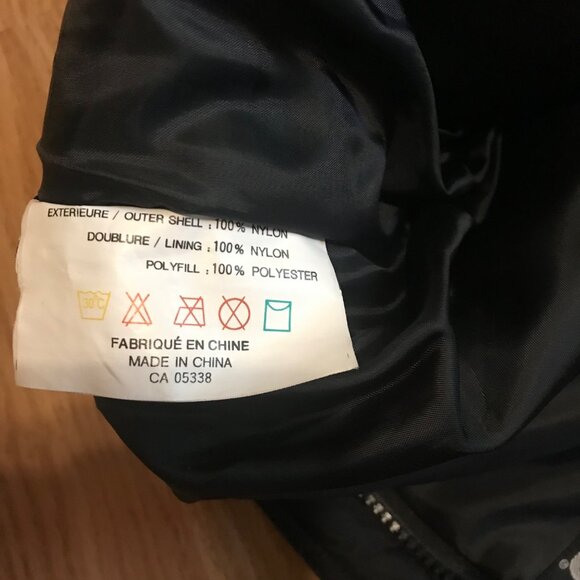 EXTERIEURE / OUTER SHELL : 100% NYLON
DOUBLURE / LINING : 100% NYLON
POLYFILL : 100% POLYESTER
30°C
FABRIQUÉ EN CHINE
MADE IN CHINA
CA 05338